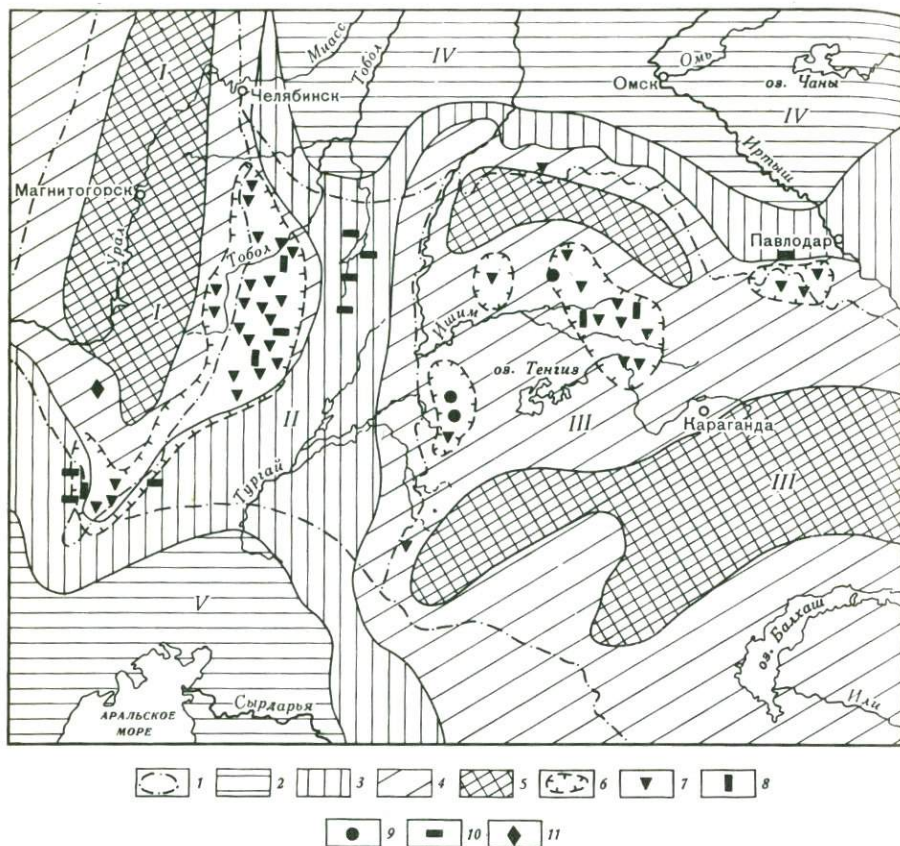 I
Миасс
Тобол
IV
Омь
Омск
оз. Чаны
Челябинск
IV
Иртыш
Магнитогорск
Урал
Павлодар
Тобол
I
Ишим
оз. Тенгиз
II
III
Караганда
Тургай
III
V
оз. Балхаш
Или
Сырдарья
АРАЛЬСКОЕ
МОРЕ
1 2 3 4 5 6 7 8
9 10 11